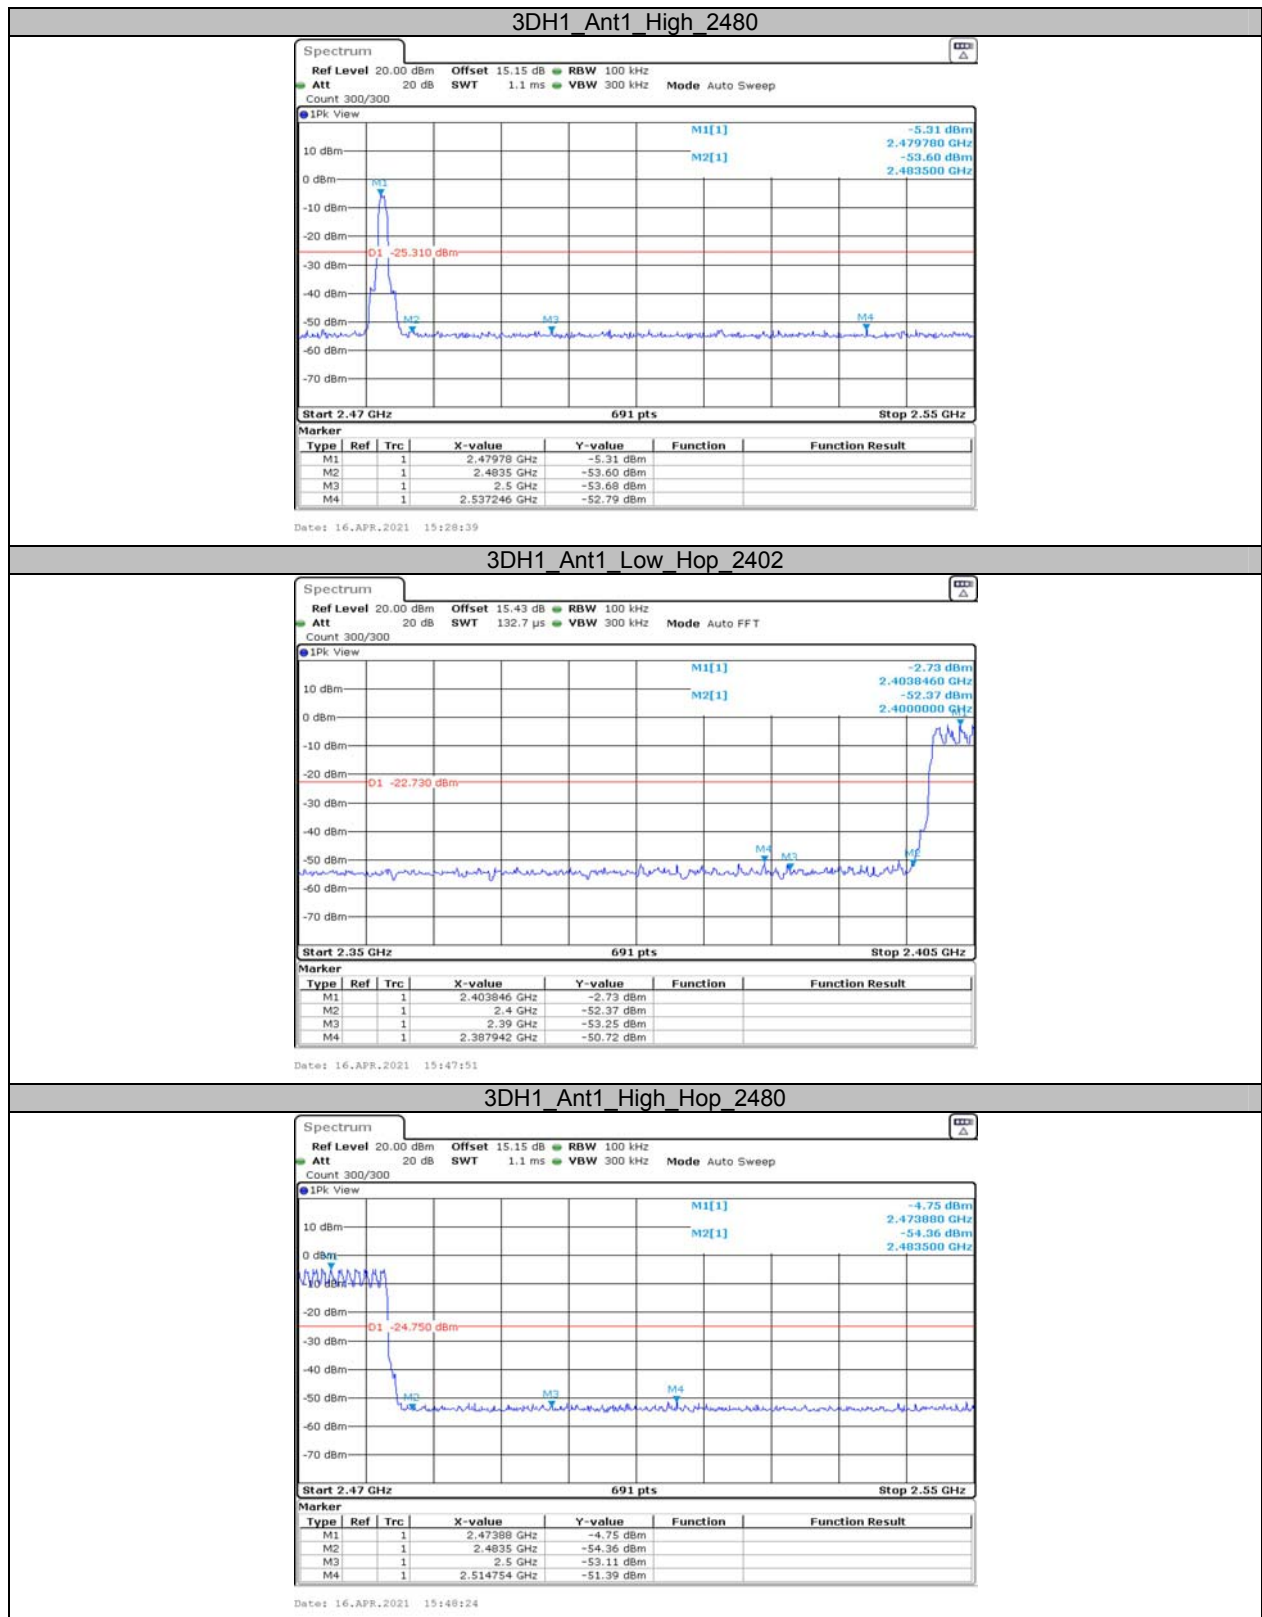 3DH1_Ant1_High_2480
Spectrum
Ref Level 20.00 dBm Offset 15.15 dB RBW 100 kHz
Att 20 dB SWT 1.1 ms VBW 300 kHz Mode Auto Sweep
Count 300/300
1Pk View
M1[1] -5.31 dBm
2.479780 GHz
10 dBm
M2[1] -53.60 dBm
2.483500 GHz
0 dBm
M1
-10 dBm
-20 dBm
D1 -25.310 dBm
-30 dBm
-40 dBm
-50 dBm
M2 M3 M4
-60 dBm
-70 dBm
Start 2.47 GHz 691 pts Stop 2.55 GHz
Marker
Type Ref Trc X-value Y-value Function Function Result
M1 1 2.47978 GHz -5.31 dBm
M2 1 2.4835 GHz -53.60 dBm
M3 1 2.5 GHz -53.68 dBm
M4 1 2.537246 GHz -52.79 dBm
Date: 16.APR.2021 15:28:39
3DH1_Ant1_Low_Hop_2402
Spectrum
Ref Level 20.00 dBm Offset 15.43 dB RBW 100 kHz
Att 20 dB SWT 132.7 µs VBW 300 kHz Mode Auto FFT
Count 300/300
1Pk View
M1[1] -2.73 dBm
2.4038460 GHz
10 dBm
M2[1] -52.37 dBm
2.4000000 GHz
0 dBm
M1
-10 dBm
-20 dBm
D1 -22.730 dBm
-30 dBm
-40 dBm
M4 M3 M2
-50 dBm
-60 dBm
-70 dBm
Start 2.35 GHz 691 pts Stop 2.405 GHz
Marker
Type Ref Trc X-value Y-value Function Function Result
M1 1 2.403846 GHz -2.73 dBm
M2 1 2.4 GHz -52.37 dBm
M3 1 2.39 GHz -53.25 dBm
M4 1 2.387942 GHz -50.72 dBm
Date: 16.APR.2021 15:47:51
3DH1_Ant1_High_Hop_2480
Spectrum
Ref Level 20.00 dBm Offset 15.15 dB RBW 100 kHz
Att 20 dB SWT 1.1 ms VBW 300 kHz Mode Auto Sweep
Count 300/300
1Pk View
M1[1] -4.75 dBm
2.473880 GHz
10 dBm
M2[1] -54.36 dBm
2.483500 GHz
0 dBm
M1
-10 dBm
-20 dBm
D1 -24.750 dBm
-30 dBm
-40 dBm
-50 dBm
M2 M3 M4
-60 dBm
-70 dBm
Start 2.47 GHz 691 pts Stop 2.55 GHz
Marker
Type Ref Trc X-value Y-value Function Function Result
M1 1 2.47388 GHz -4.75 dBm
M2 1 2.4835 GHz -54.36 dBm
M3 1 2.5 GHz -53.11 dBm
M4 1 2.514754 GHz -51.39 dBm
Date: 16.APR.2021 15:48:24